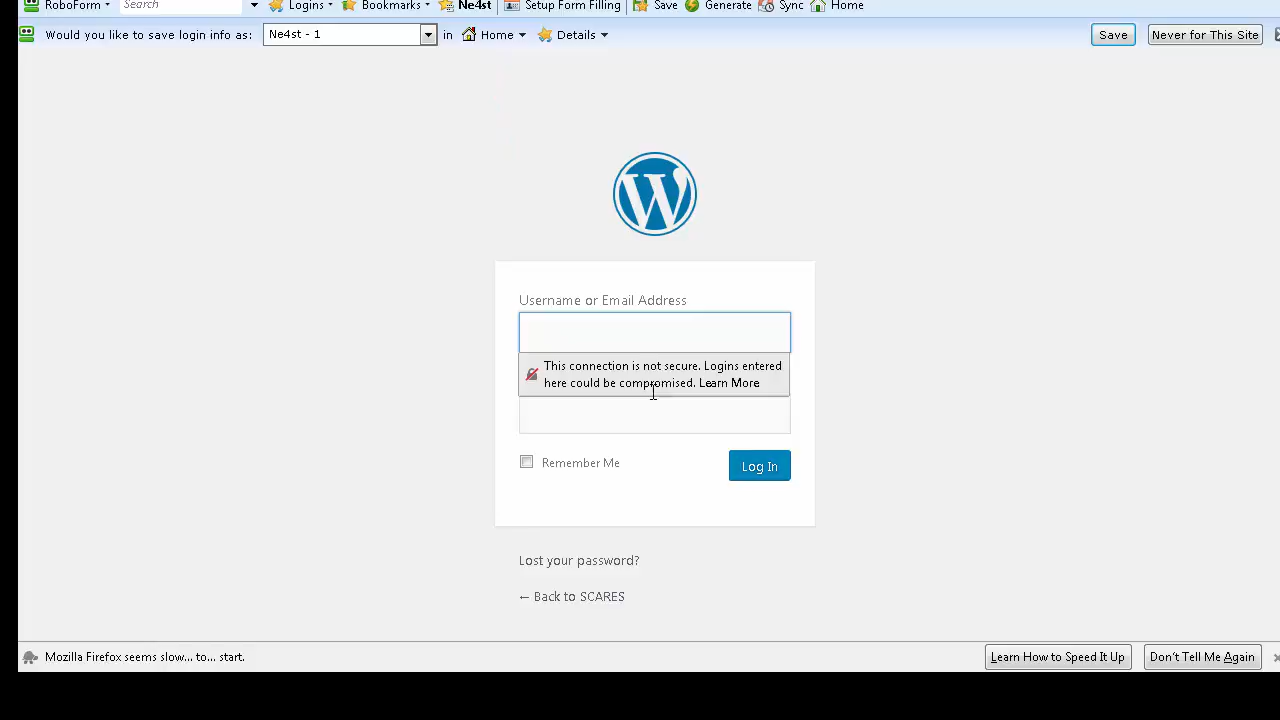 RoboForm Search Logins Bookmarks Ne4st Setup Form Filling Save Generate Sync Home
Would you like to save login info as: Ne4st - 1 in Home Details Save Never for This Site
Username or Email Address
This connection is not secure. Logins entered
here could be compromised. Learn More
Remember Me Log In
Lost your password?
← Back to SCARES
Mozilla Firefox seems slow... to... start. Learn How to Speed It Up Don't Tell Me Again